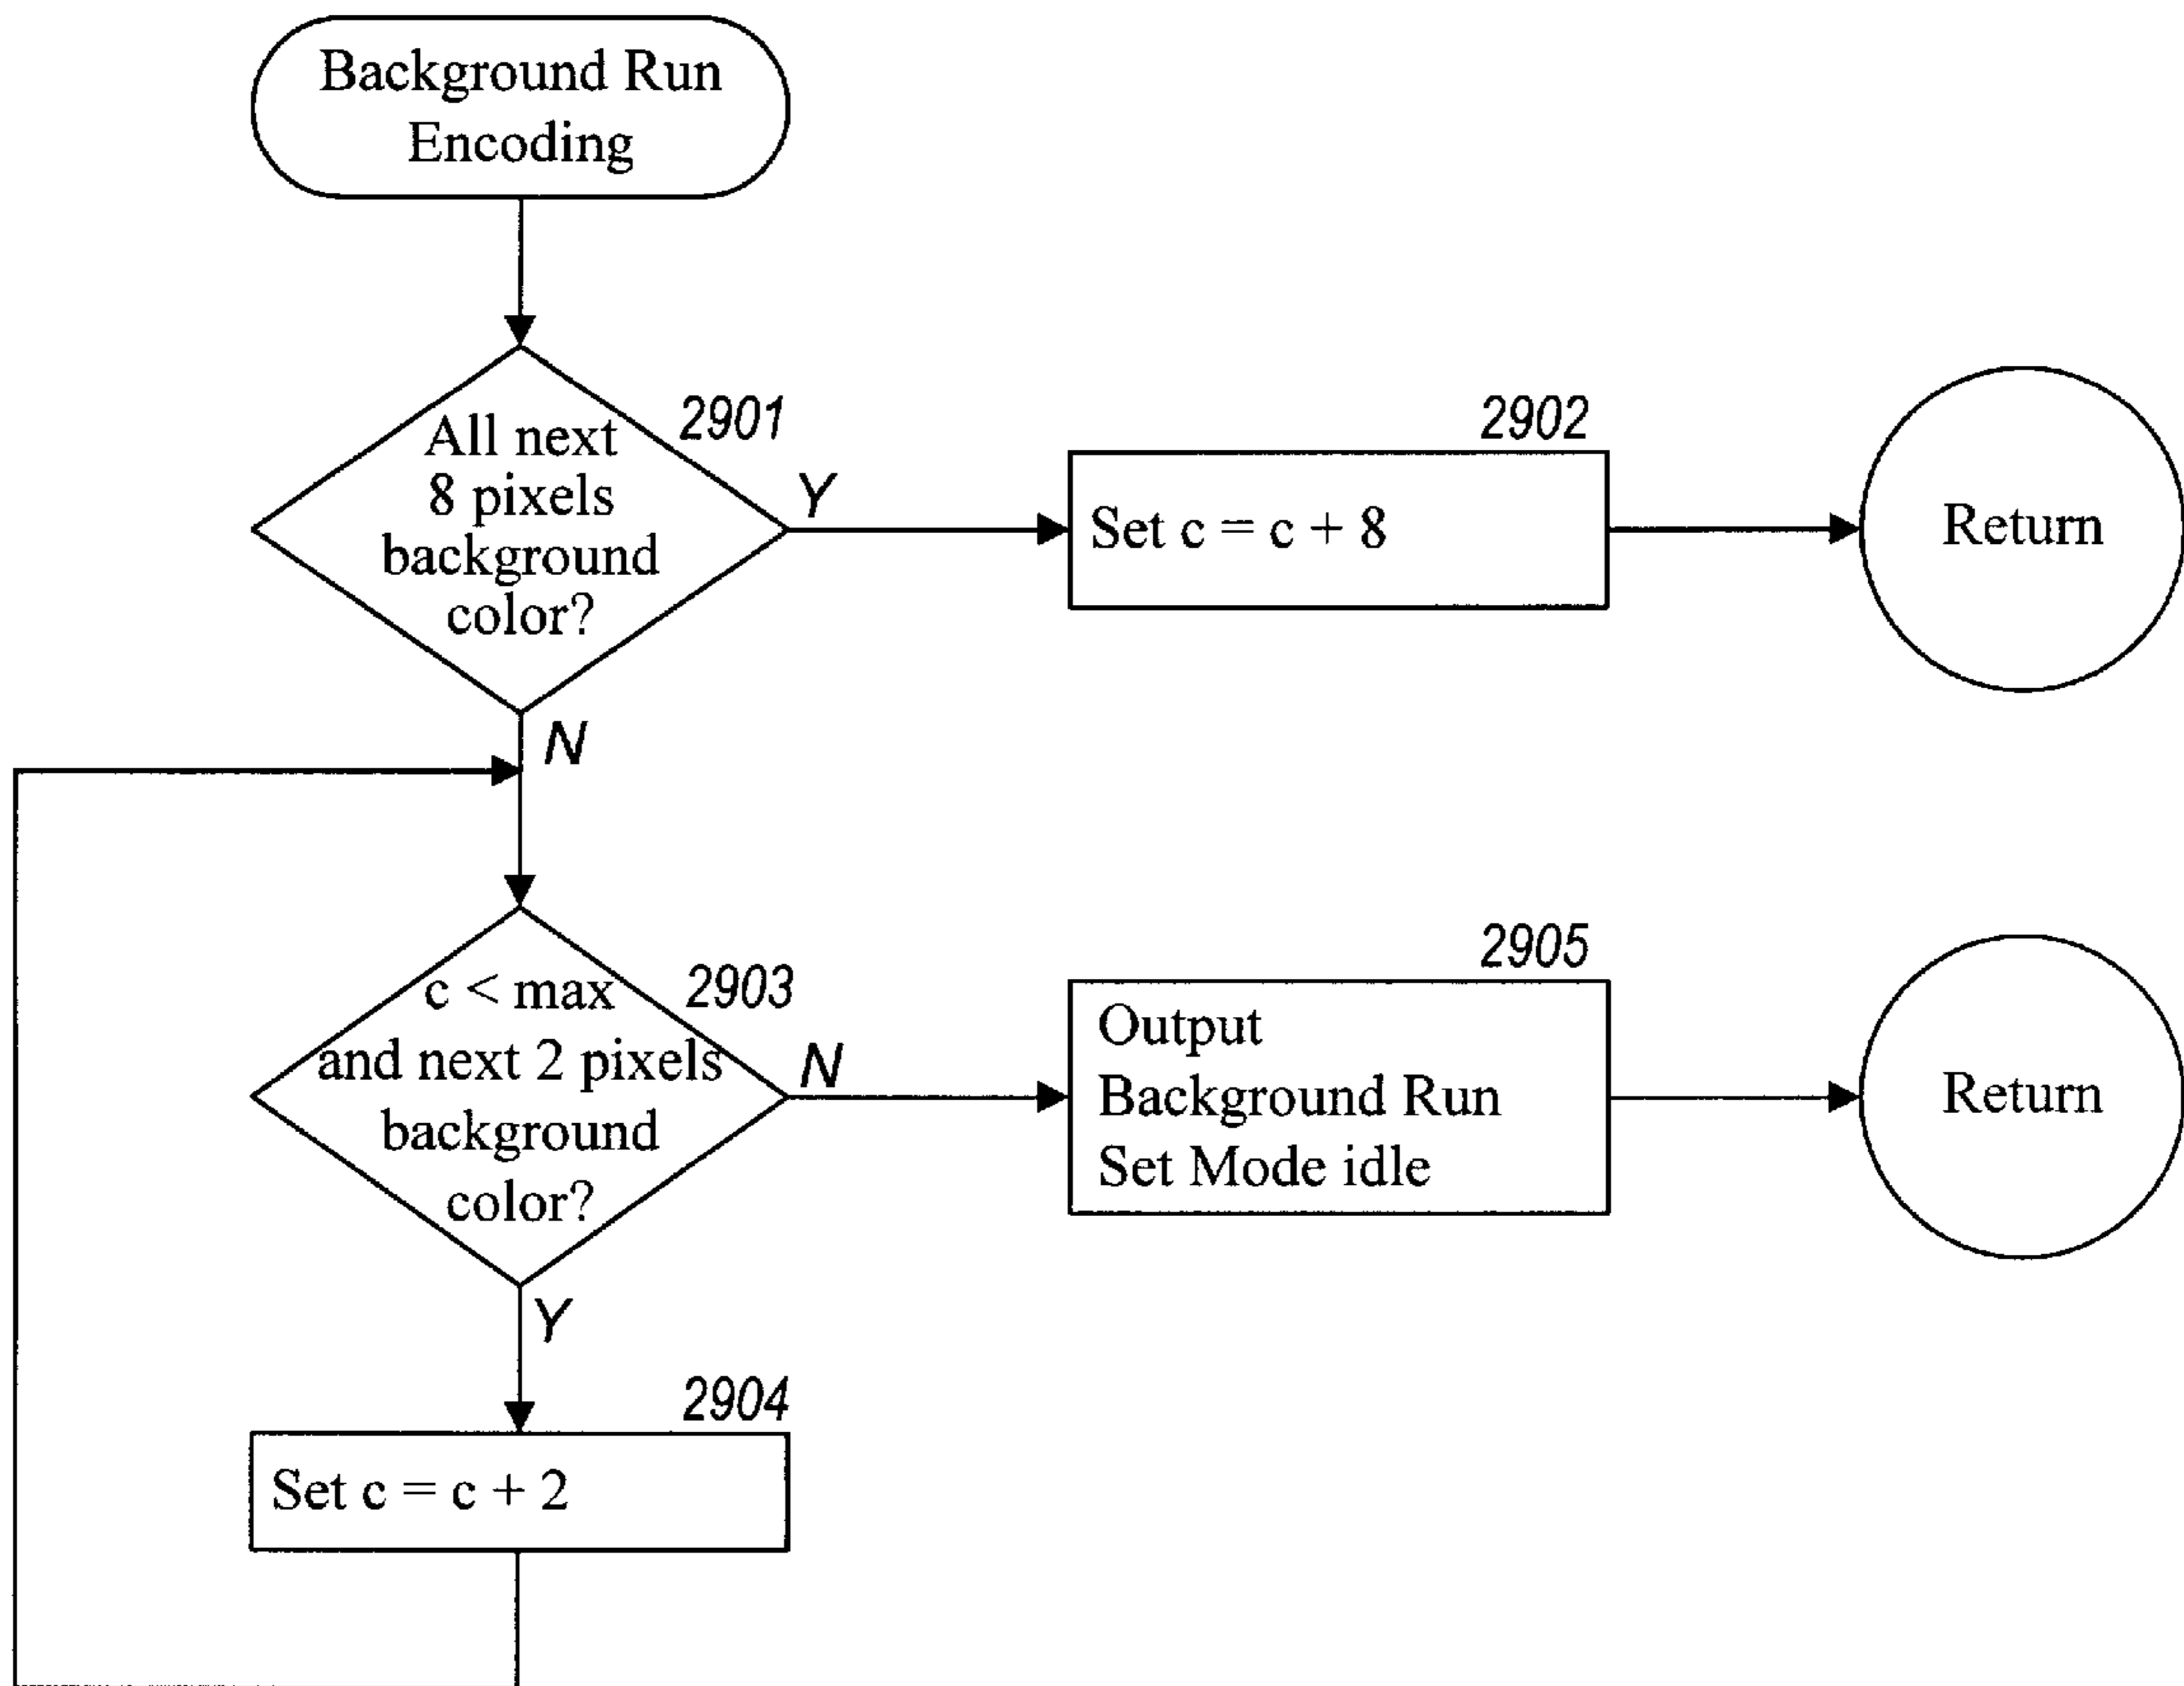 Background Run
Encoding
All next
8 pixels
background
color?
2901
Y
2902
Set c = c + 8
Return
N
c < max
and next 2 pixels
background
color?
2903
N
2905
Output
Background Run
Set Mode idle
Return
Y
2904
Set c = c + 2